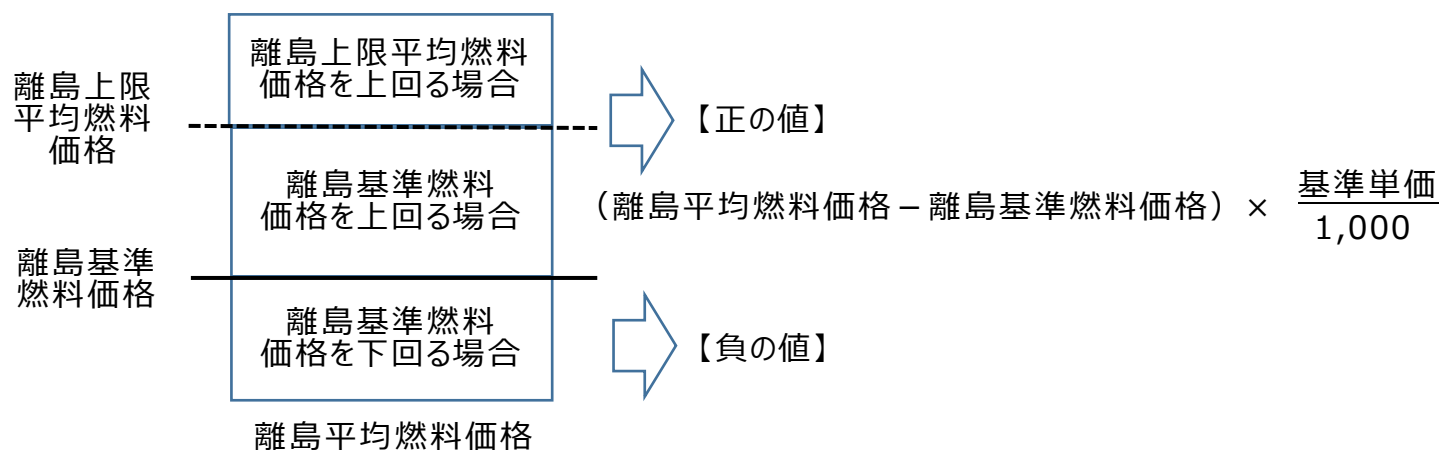 離島上限平均燃料
価格を上回る場合
離島上限
平均燃料
価格
【正の値】
離島基準燃料
価格を上回る場合
(離島平均燃料価格－離島基準燃料価格) × 基準単価
1,000
離島基準
燃料価格
離島基準燃料
価格を下回る場合
【負の値】
離島平均燃料価格